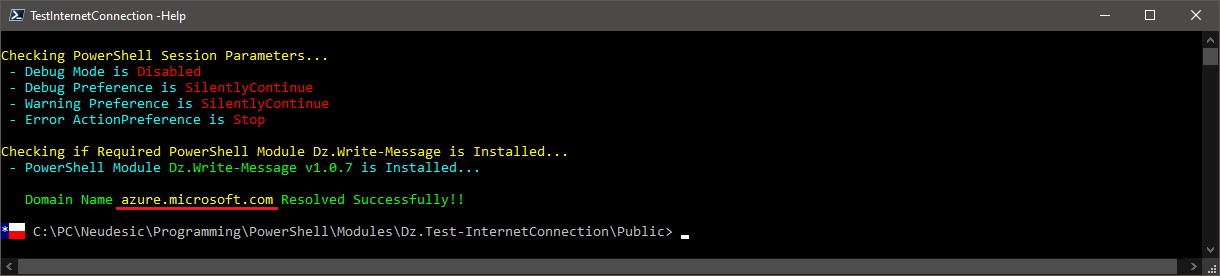 TestInternetConnection -Help
Checking PowerShell Session Parameters...
- Debug Mode is Disabled
- Debug Preference is SilentlyContinue
- Warning Preference is SilentlyContinue
- Error ActionPreference is Stop
Checking if Required PowerShell Module Dz.Write-Message is Installed...
- PowerShell Module Dz.Write-Message v1.0.7 is Installed...
Domain Name azure.microsoft.com Resolved Successfully!!
* C:\PC\Neudesic\Programming\PowerShell\Modules\Dz.Test-InternetConnection\Public>